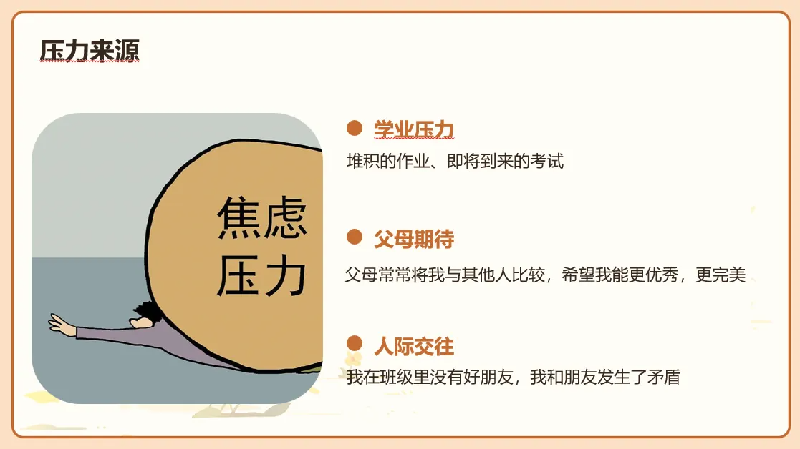 压力来源
焦虑
压力
学业压力
堆积的作业、即将到来的考试
父母期待
父母常常将我与其他人比较，希望我能更优秀，更完美
人际交往
我在班级里没有好朋友，我和朋友发生了矛盾